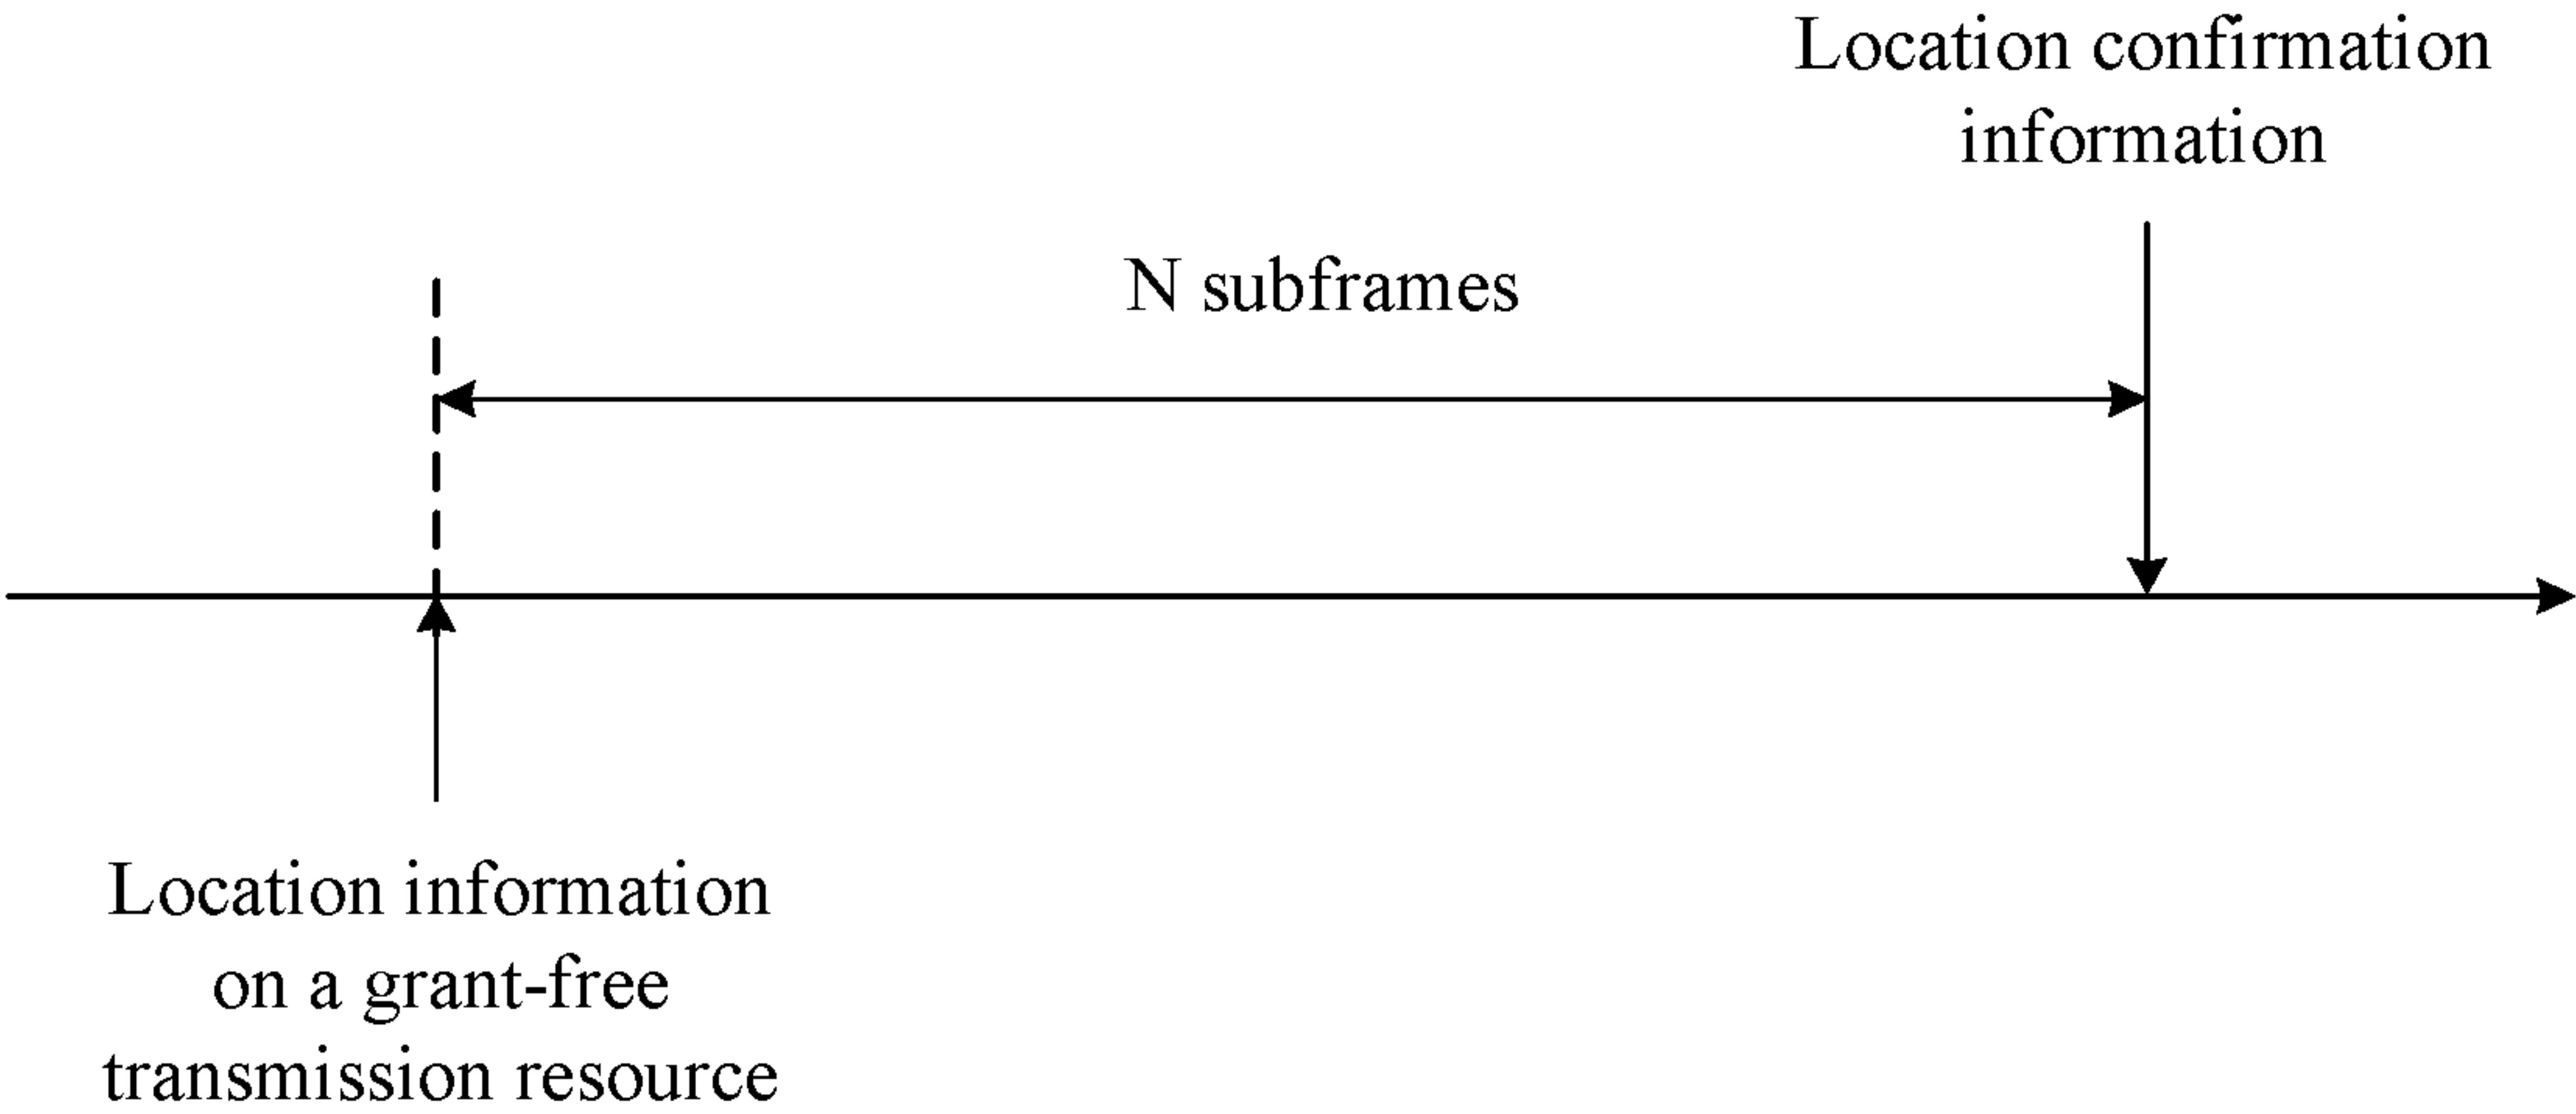 Location confirmation
information
N subframes
Location information
on a grant-free
transmission resource